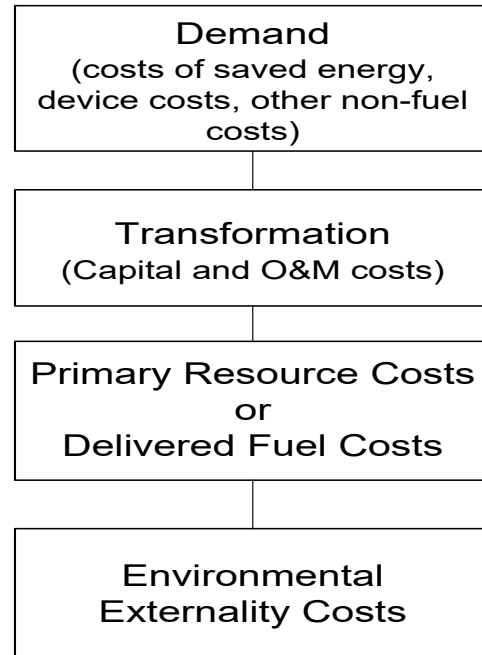 Demand
(costs of saved energy,
device costs, other non-fuel
costs)
Transformation
(Capital and O&M costs)
Primary Resource Costs
or
Delivered Fuel Costs
Environmental
Externality Costs